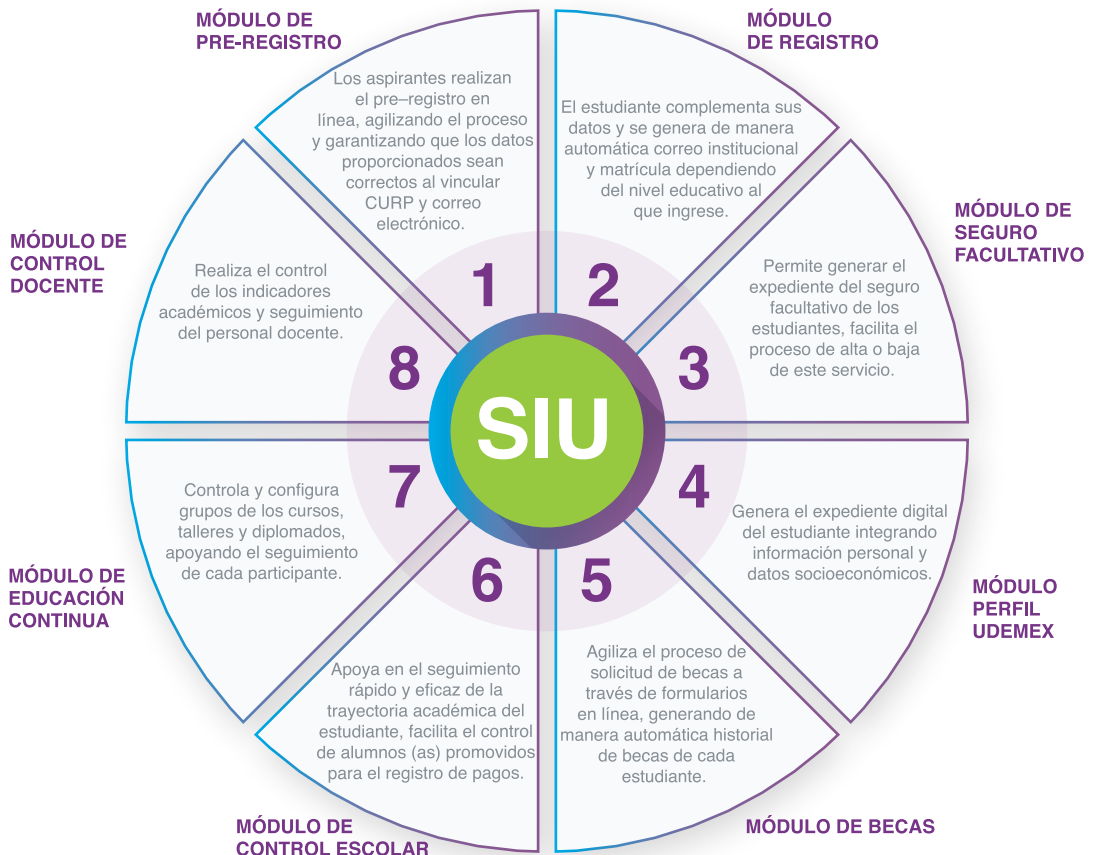 MÓDULO DE
PRE-REGISTRO
Los aspirantes realizan
el pre–registro en
línea, agilizando el proceso
y garantizando que los datos
proporcionados sean
correctos al vincular
CURP y correo
electrónico.
1
MÓDULO
DE REGISTRO
El estudiante complementa sus
datos y se genera de manera
automática correo institucional
y matrícula dependiendo
del nivel educativo al
que ingrese.
2
MÓDULO DE
SEGURO
FACULTATIVO
Permite generar el
expediente del seguro
facultativo de los
estudiantes, facilita el
proceso de alta o baja
de este servicio.
3
MÓDULO
PERFIL
UDEMEX
Genera el expediente digital
del estudiante integrando
información personal y
datos socioeconómicos.
4
MÓDULO DE BECAS
Agiliza el proceso de
solicitud de becas a
través de formularios
en línea, generando de
manera automática historial
de becas de cada
estudiante.
5
MÓDULO DE
CONTROL ESCOLAR
Apoya en el seguimiento
rápido y eficaz de la
trayectoria académica del
estudiante, facilita el control
de alumnos (as) promovidos
para el registro de pagos.
6
MÓDULO DE
EDUCACIÓN
CONTINUA
Controla y configura
grupos de los cursos,
talleres y diplomados,
apoyando el seguimiento
de cada participante.
7
MÓDULO DE
CONTROL
DOCENTE
Realiza el control
de los indicadores
académicos y seguimiento
del personal docente.
8
SIU